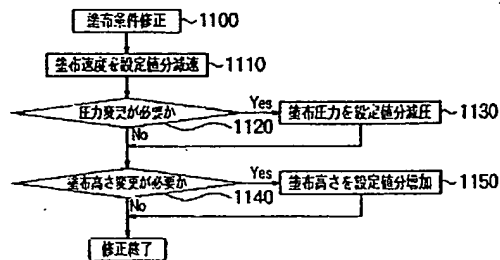 塗布条件修正 1100
塗布速度を設定値分減速 1110
圧力変更が必要か Yes 塗布圧力を設定値分減圧 1130
No 1120
塗布高さ変更が必要か Yes 塗布高さを設定値分増加 1150
No 1140
修正終了